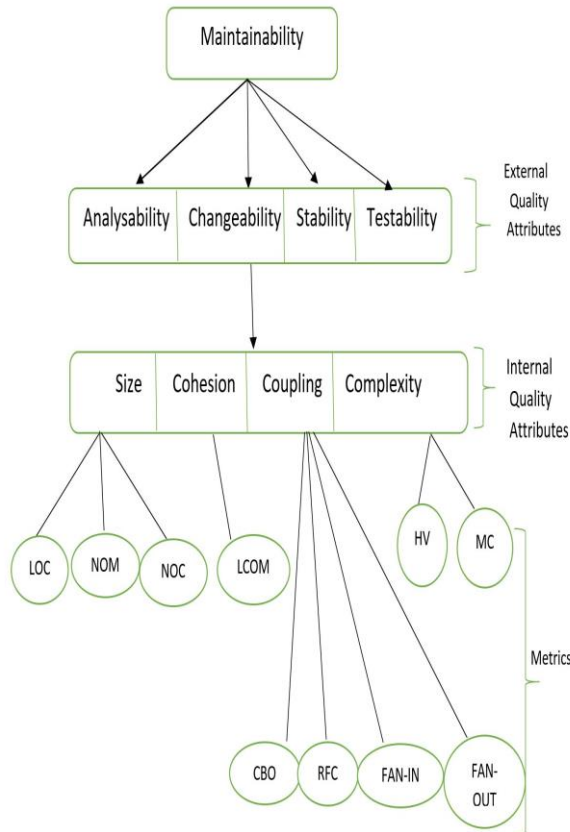 Maintainability
External
Quality
Attributes
Analysability Changeability Stability Testability
Internal
Quality
Attributes
Size Cohesion Coupling Complexity
LOC NOM NOC LCOM HV MC
Metrics
CBO RFC FAN-IN FAN-
OUT